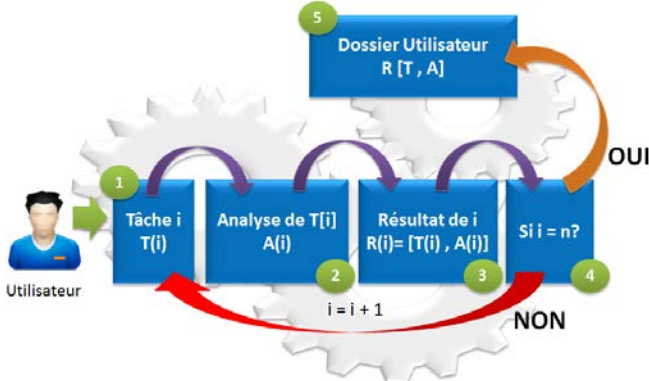 5
Dossier Utilisateur
R [T , A]
OUI
1
Tâche i
T(i)
Analyse de T[i]
A(i)
2
Résultat de i
R(i)= [T(i) , A(i)]
3
Si i = n?
4
Utilisateur
i = i + 1
NON